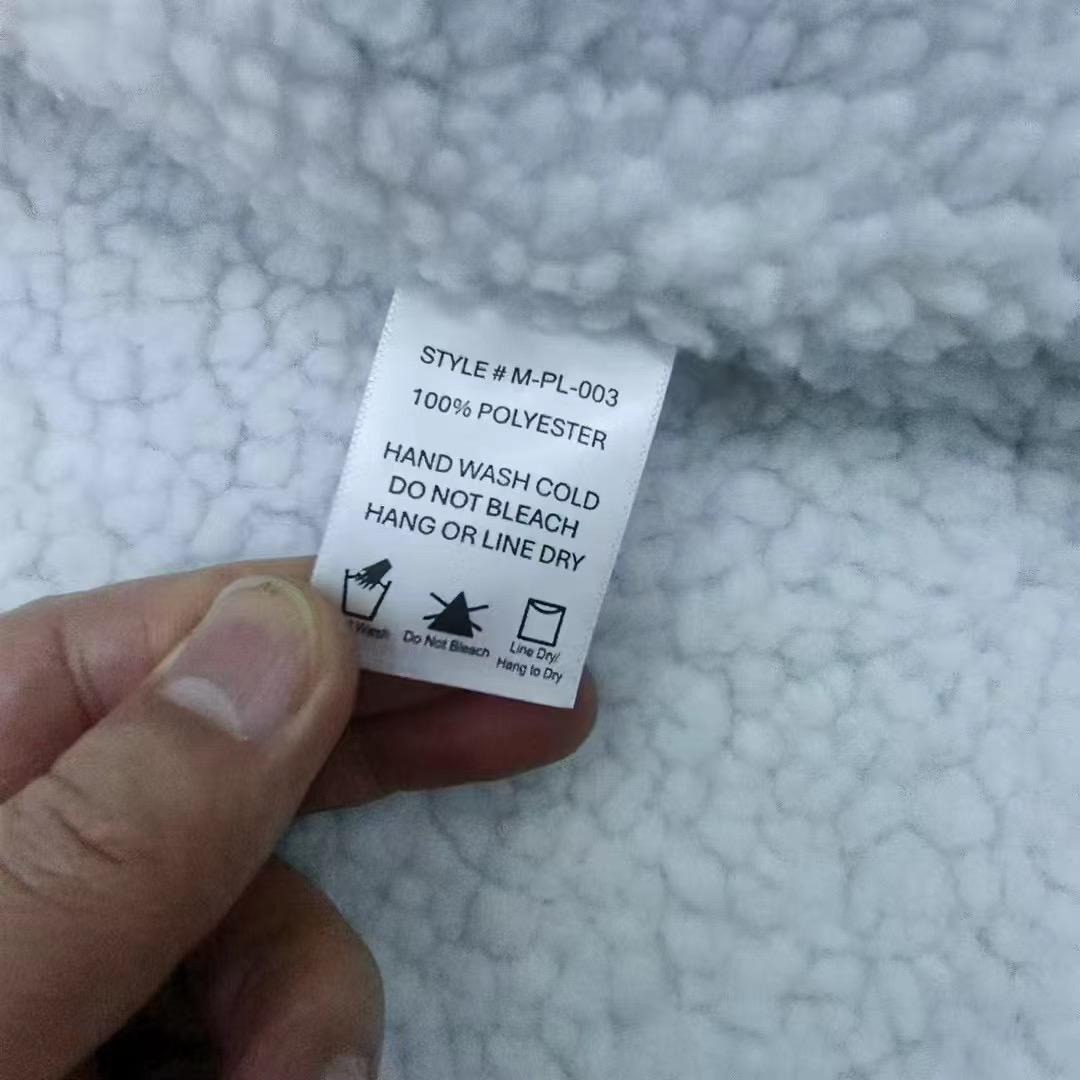 STYLE # M-PL-003
100% POLYESTER
HAND WASH COLD
DO NOT BLEACH
HANG OR LINE DRY
Wash
Do Not Bleach
Line Dry/
Hang to Dry